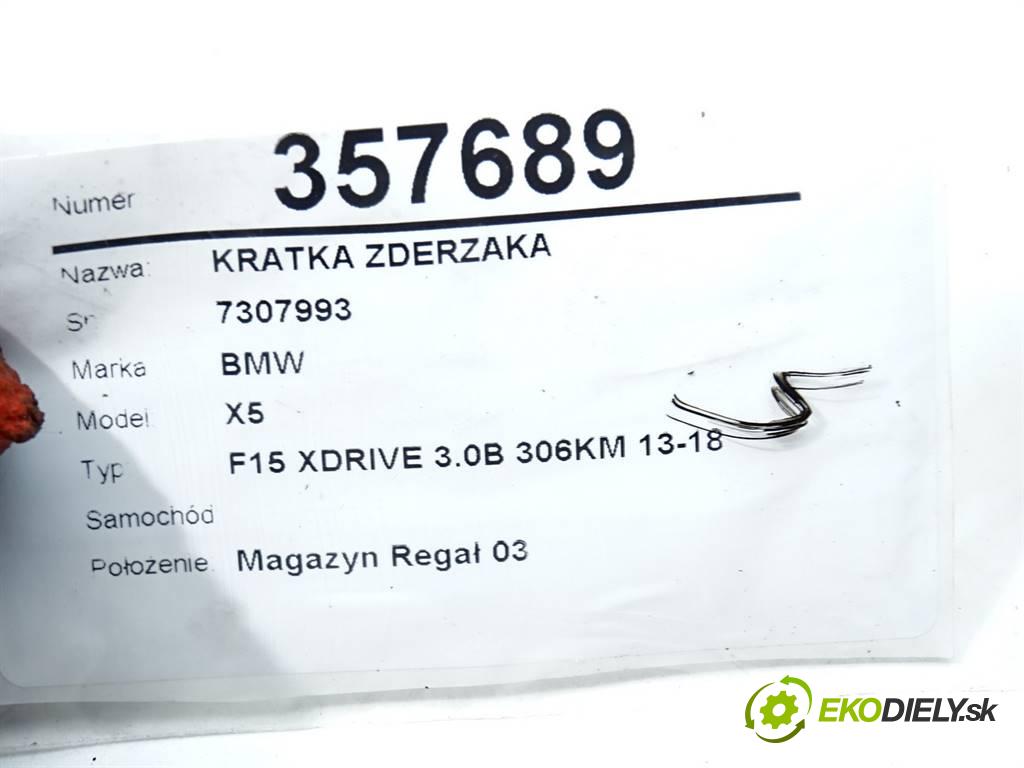 Numer 357689
Nazwa: KRATKA ZDERZAKA
7307993
Marka BMW
Model X5
Typ F15 XDRIVE 3.0B 306KM 13-18
Samochód
Położenie: Magazyn Regał 03
EKODIELY.sk